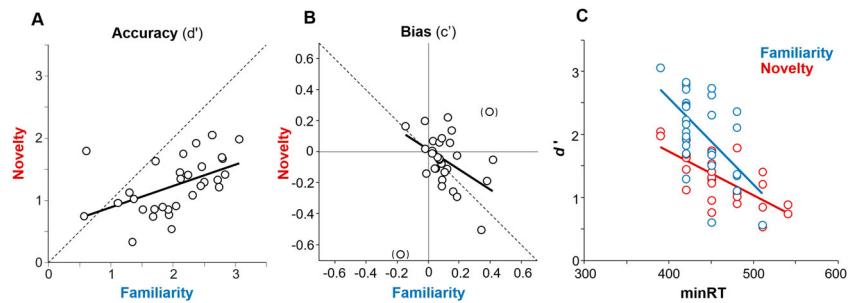 A
Accuracy (d')
Novelty
3
2
1
0
0
1
2
3
Familiarity
B
Bias (c')
Novelty
0.6
0.4
0.2
0
-0.2
-0.4
-0.6
-0.6
-0.4
-0.2
0
0.2
0.4
0.6
( )
( )
Familiarity
C
Familiarity
Novelty
d'
4
3
2
1
0
300
400
500
600
minRT